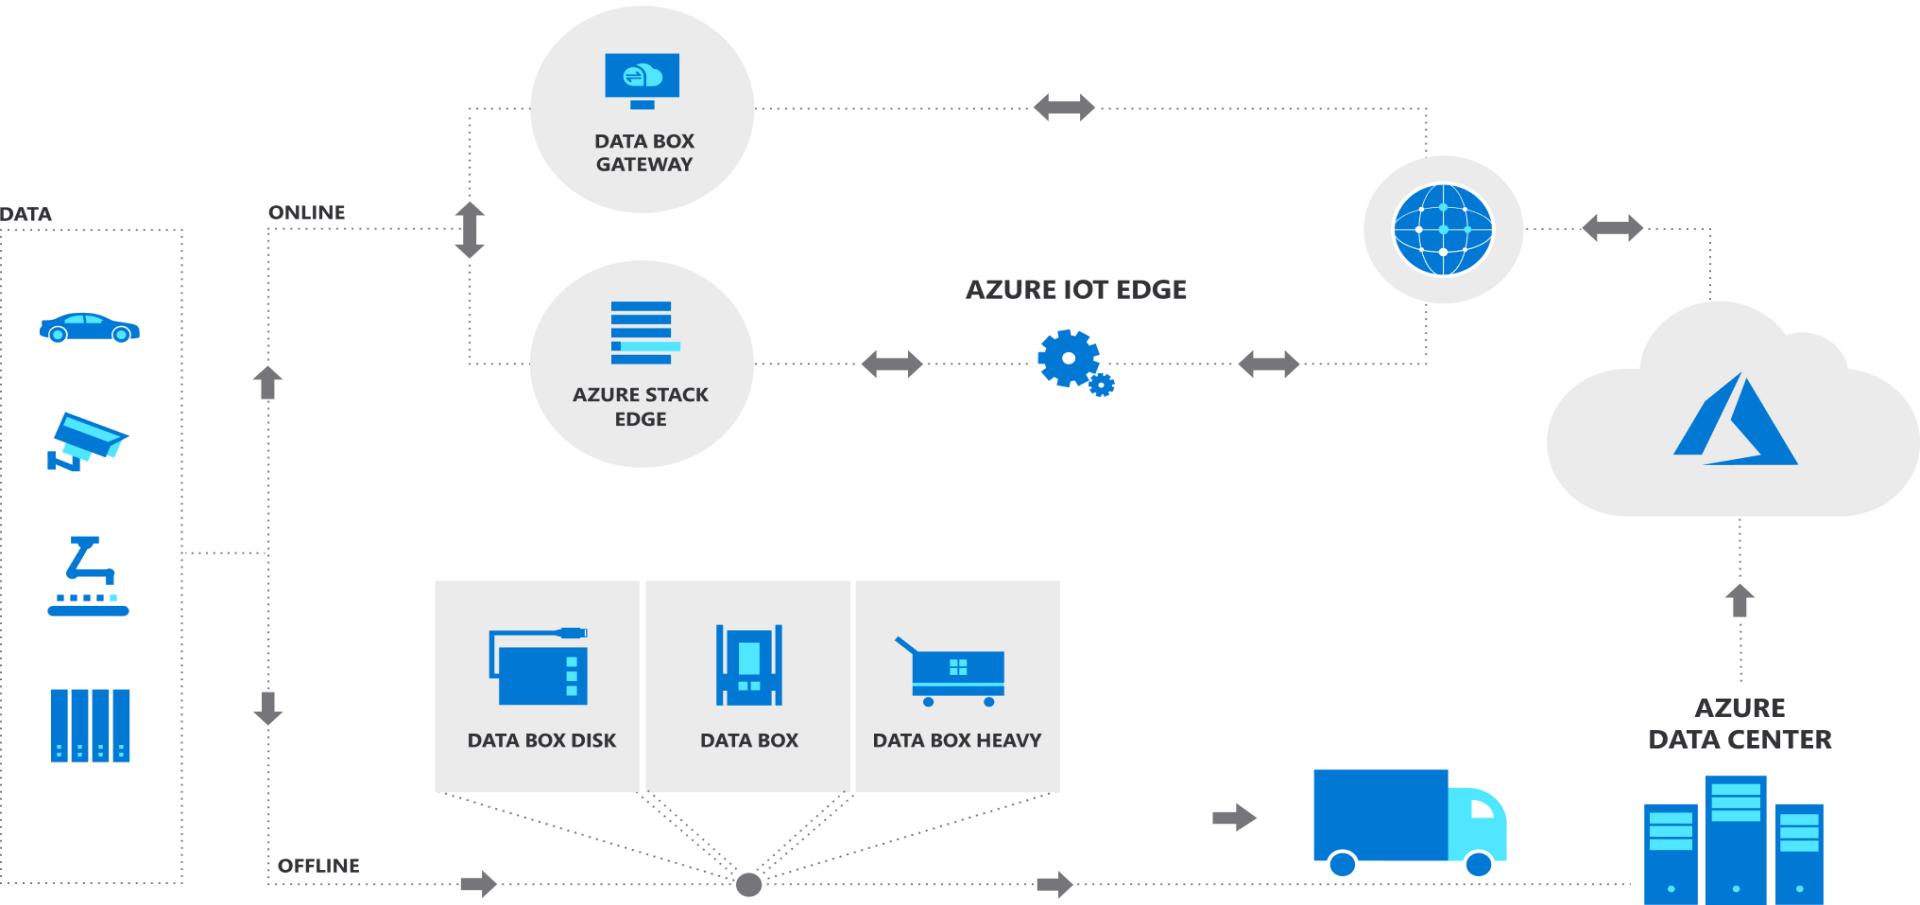 DATA
ONLINE
DATA BOX
GATEWAY
AZURE STACK
EDGE
AZURE IOT EDGE
DATA BOX DISK
DATA BOX
DATA BOX HEAVY
OFFLINE
AZURE
DATA CENTER